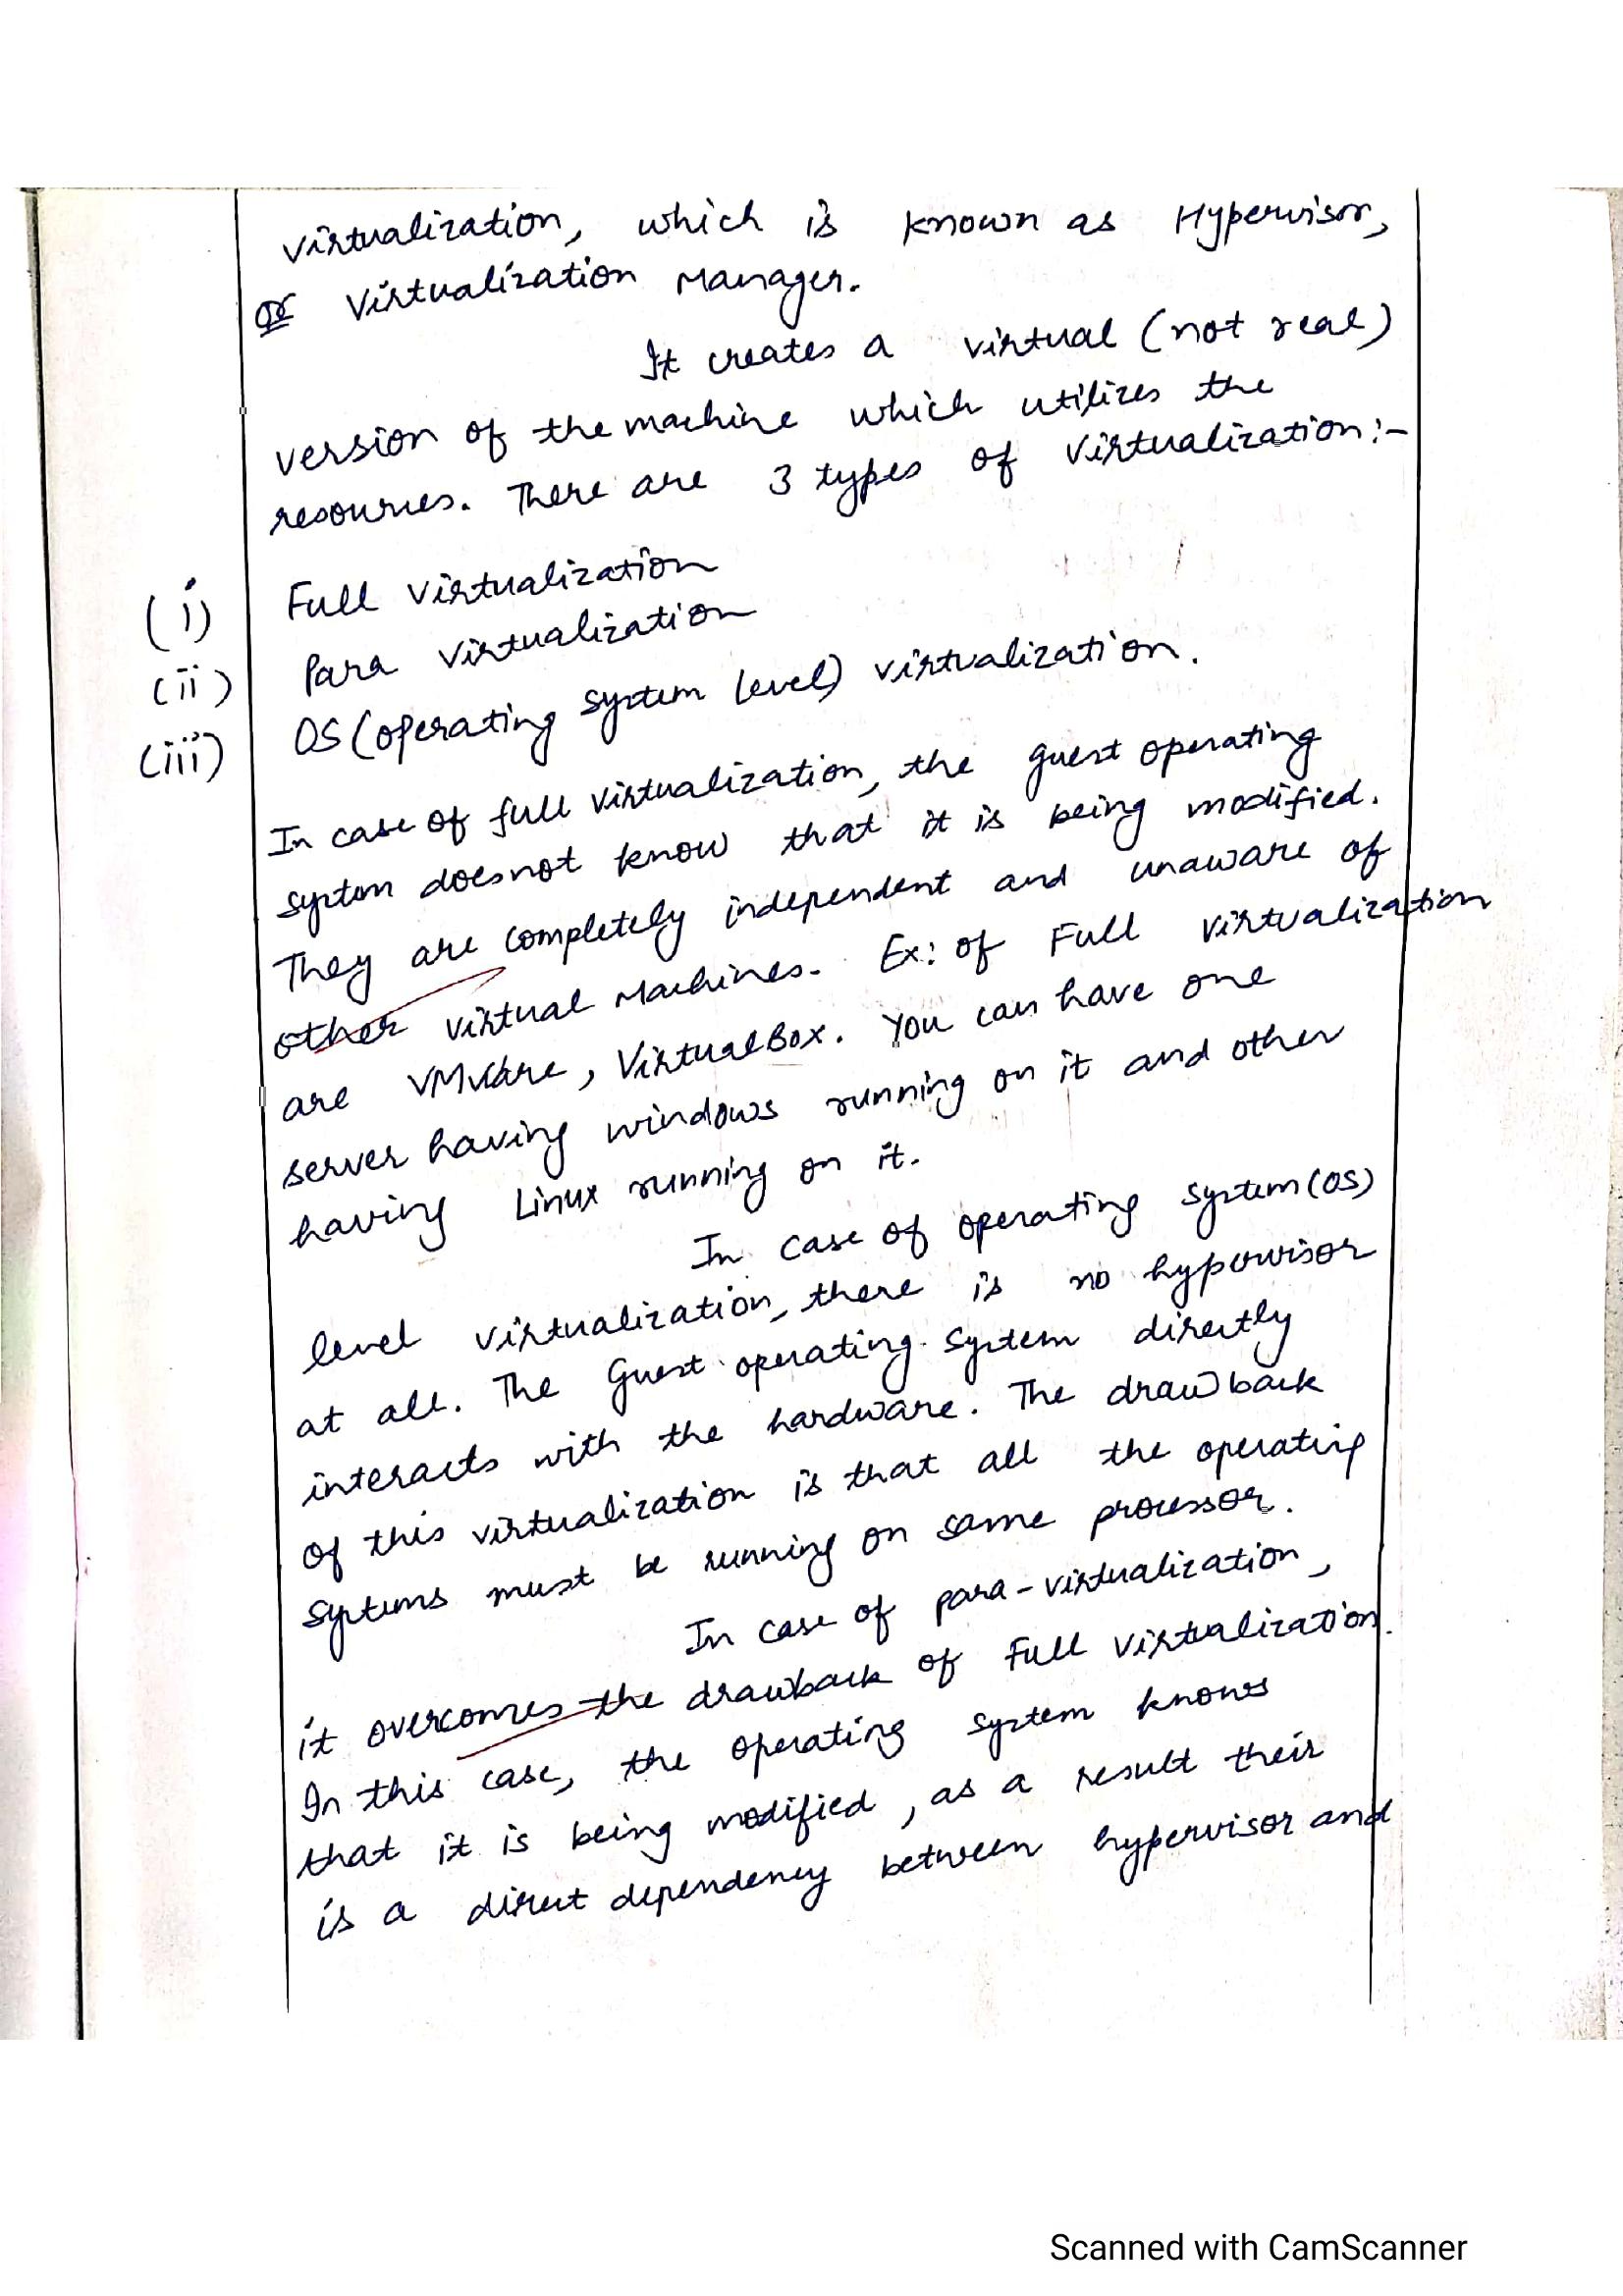 virtualization, which is known as Hypervisor,
or Virtualization Manager.
It creates a virtual (not real)
version of the machine which utilizes the
resources. There are 3 types of virtualization:-
(i) Full virtualization
(ii) Para virtualization
(iii) OS (operating system level) virtualization.
In case of full virtualization, the guest operating
system does not know that it is being modified.
They are completely independent and unaware of
other virtual machines. Ex: of Full virtualization
are VMware, VirtualBox. You can have one
server having windows running on it and other
having Linux running on it.
In case of operating system (OS)
level virtualization, there is no hypervisor
at all. The Guest operating system directly
interacts with the hardware. The drawback
of this virtualization is that all the operating
systems must be running on same processor.
In case of para-virtualization,
it overcomes the drawback of Full virtualization.
In this case, the operating system knows
that it is being modified, as a result their
is a direct dependency between hypervisor and
Scanned with CamScanner